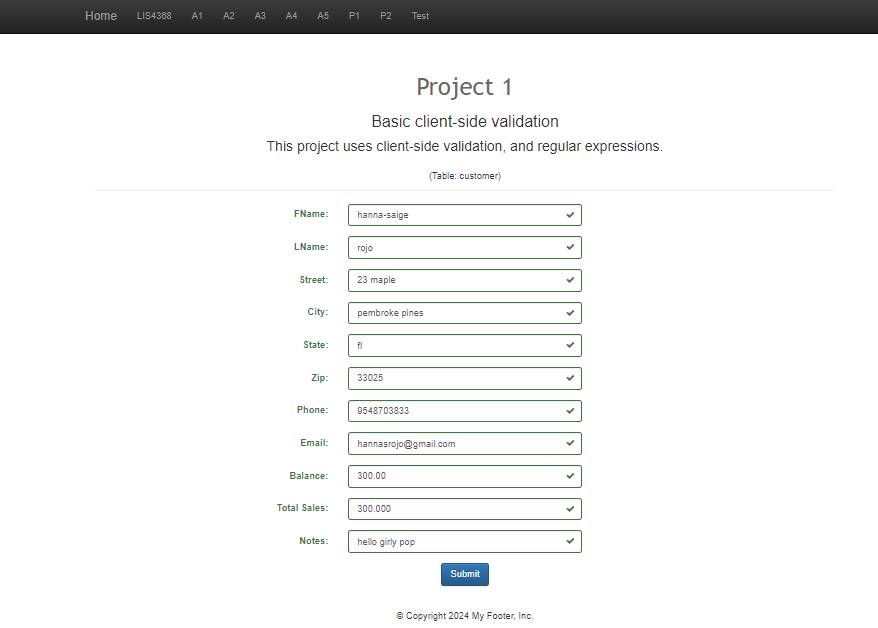 Home LIS4368 A1 A2 A3 A4 A5 P1 P2 Test
Project 1
Basic client-side validation
This project uses client-side validation, and regular expressions.
(Table: customer)
FName: hanna-saige
LName: rojo
Street: 23 maple
City: pembroke pines
State: fl
Zip: 33025
Phone: 9548703833
Email: hannasrojo@gmail.com
Balance: 300.00
Total Sales: 300.000
Notes: hello girly pop
Submit
© Copyright 2024 My Footer, Inc.